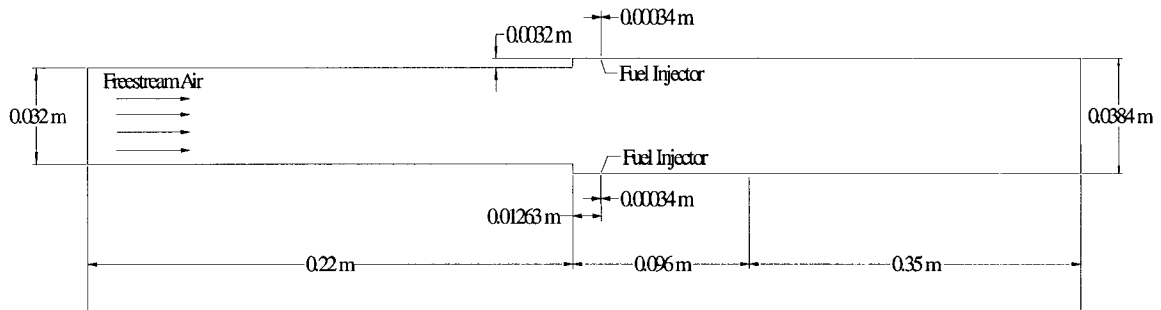 0.00034 m
0.0032 m
Freestream Air
Fuel Injector
0.032 m
0.0384 m
Fuel Injector
0.00034 m
0.01263 m
0.22 m
0.096 m
0.35 m